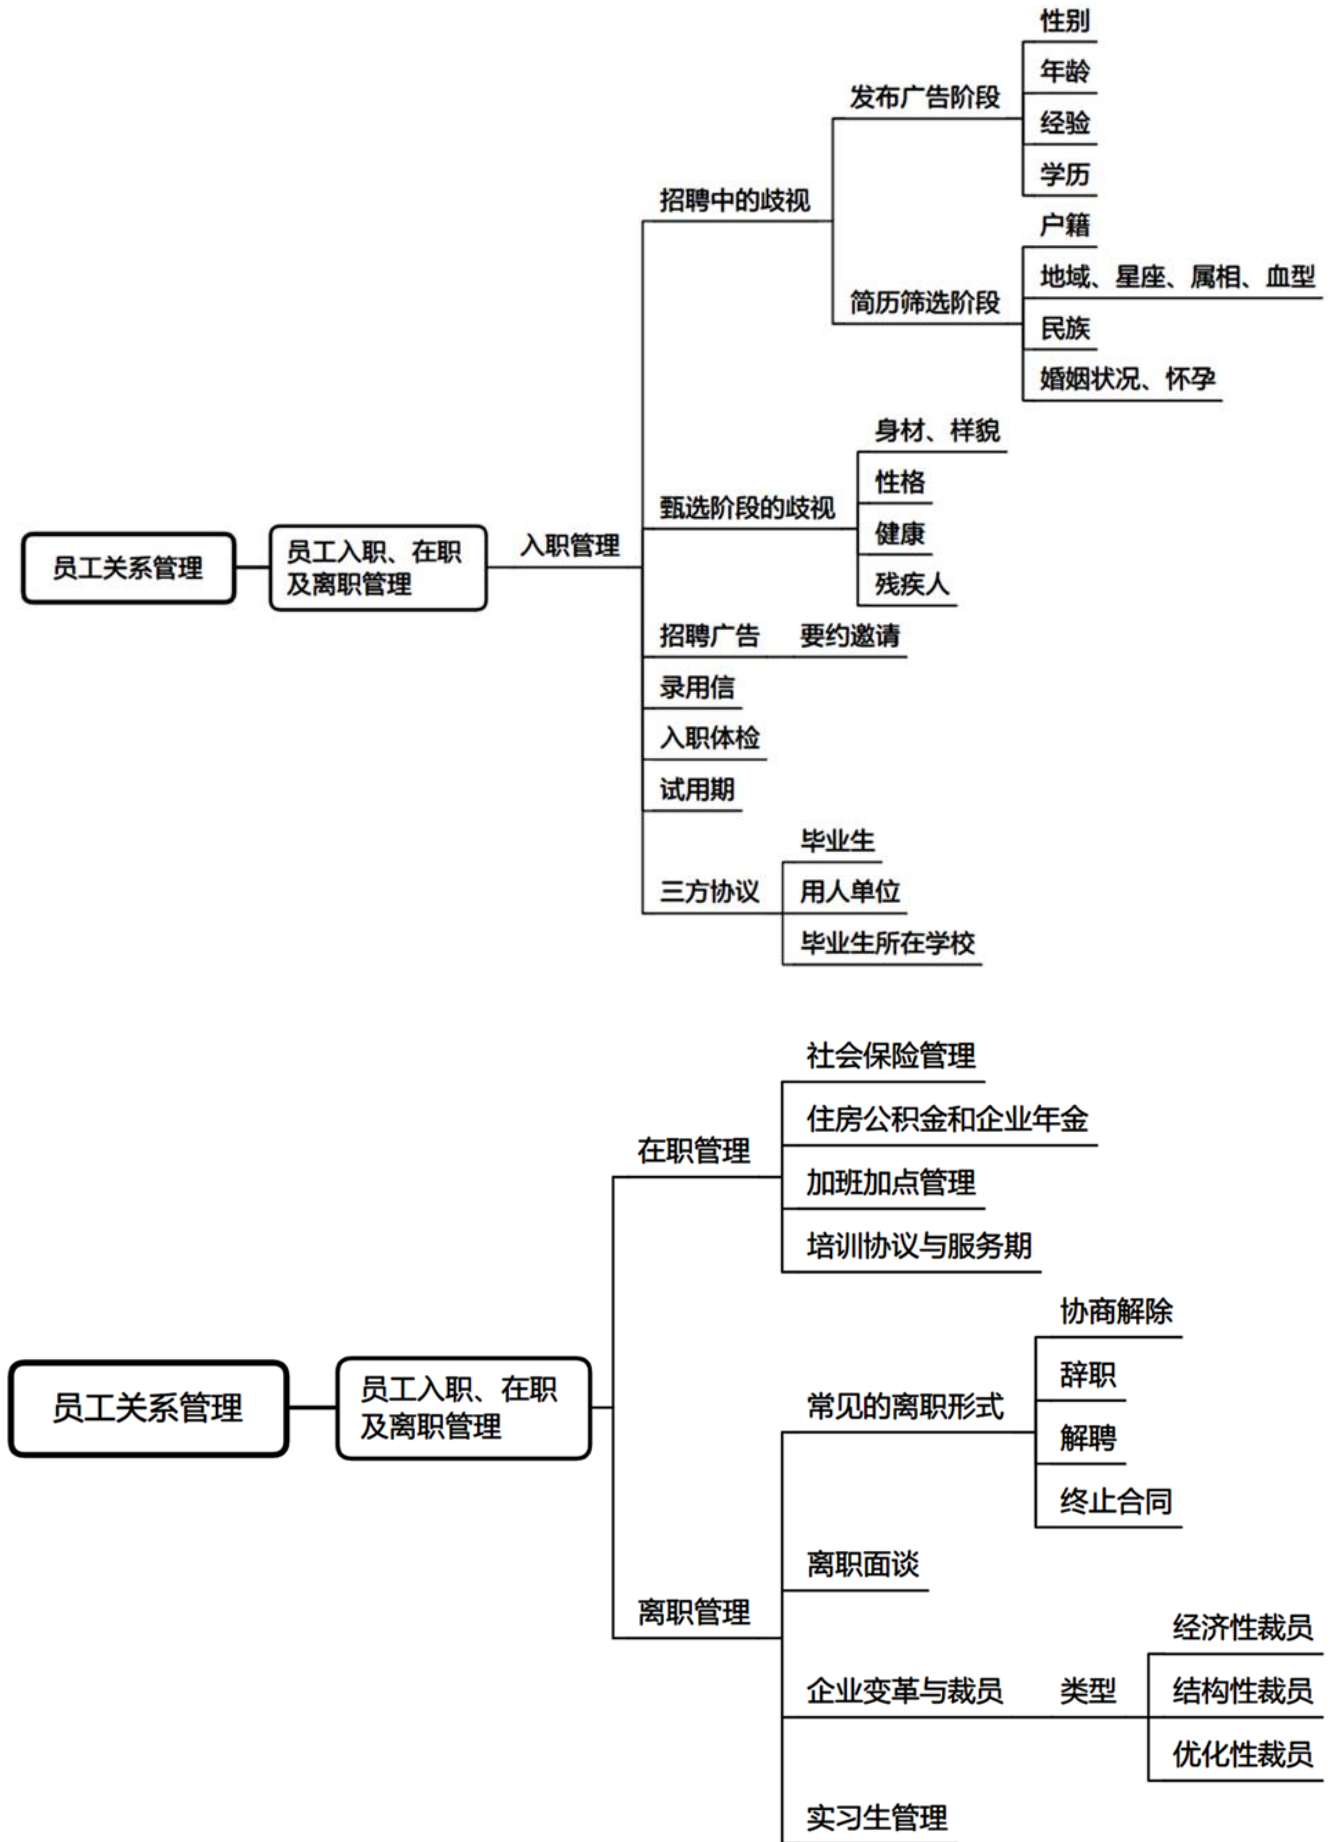 性别
年龄
发布广告阶段
经验
学历
招聘中的歧视
户籍
地域、星座、属相、血型
简历筛选阶段
民族
婚姻状况、怀孕
身材、样貌
性格
甄选阶段的歧视
健康
残疾人
员工关系管理
员工入职、在职
及离职管理
入职管理
招聘广告
要约邀请
录用信
入职体检
试用期
毕业生
三方协议
用人单位
毕业生所在学校
社会保险管理
住房公积金和企业年金
在职管理
加班加点管理
培训协议与服务期
协商解除
辞职
常见的离职形式
解聘
终止合同
员工关系管理
员工入职、在职
及离职管理
离职面谈
离职管理
经济性裁员
企业变革与裁员
类型
结构性裁员
优化性裁员
实习生管理